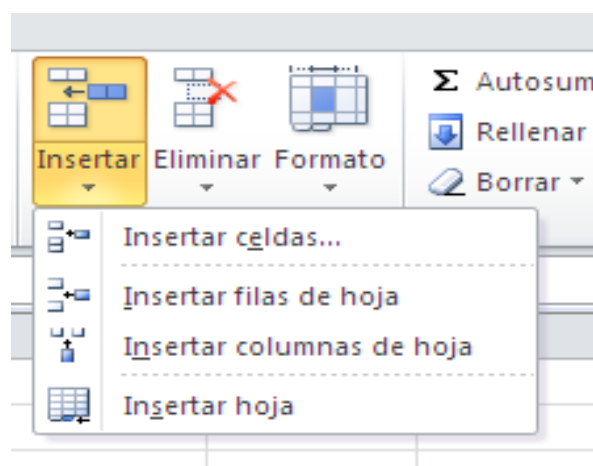 Insertar
Eliminar
Formato
Σ Autosum
Rellenar
Borrar
Insertar celdas...
Insertar filas de hoja
Insertar columnas de hoja
Insertar hoja